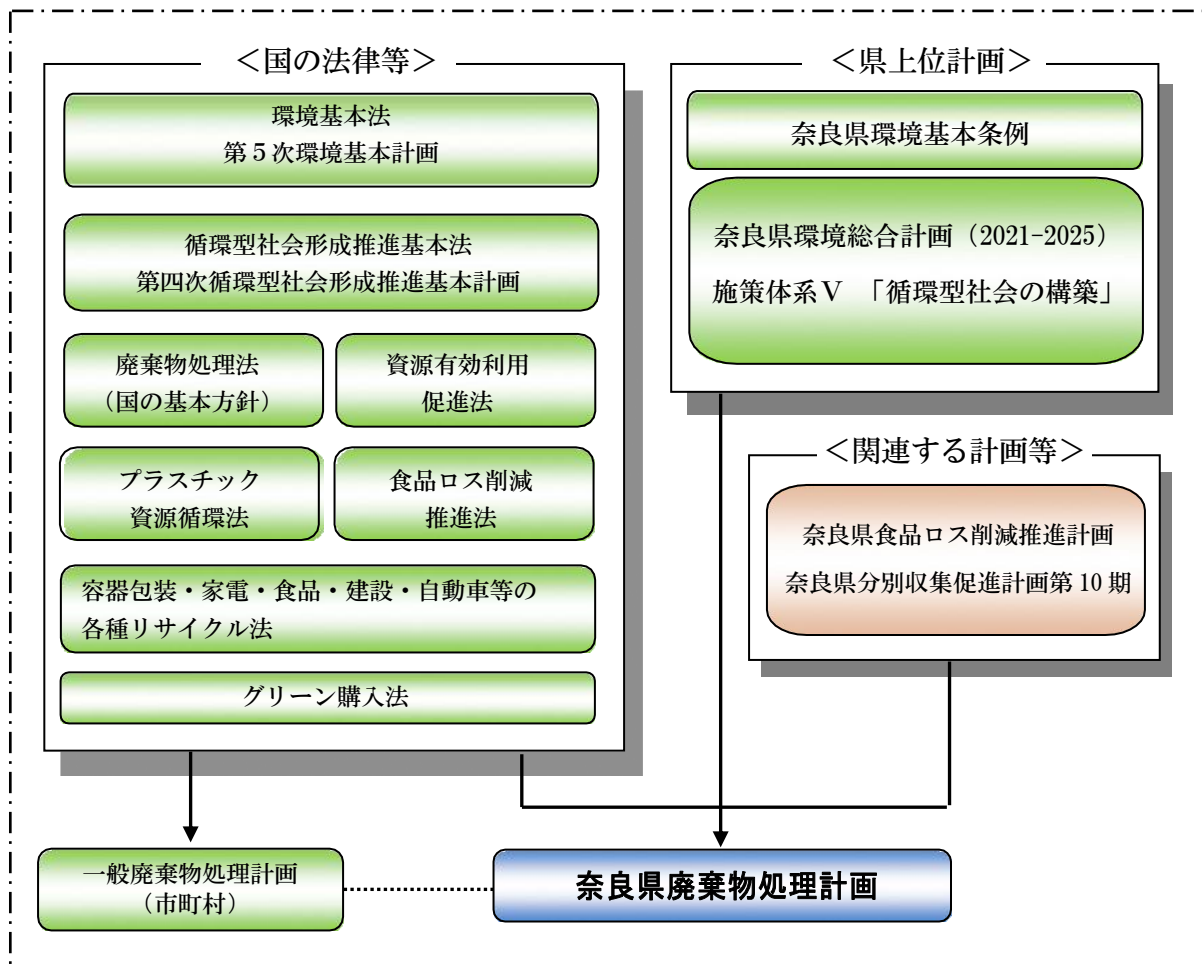 ＜国の法律等＞
環境基本法
第５次環境基本計画
循環型社会形成推進基本法
第四次循環型社会形成推進基本計画
廃棄物処理法
（国の基本方針）
資源有効利用
促進法
プラスチック
資源循環法
食品ロス削減
推進法
容器包装・家電・食品・建設・自動車等の
各種リサイクル法
グリーン購入法
＜県上位計画＞
奈良県環境基本条例
奈良県環境総合計画（2021-2025）
施策体系Ⅴ　「循環型社会の構築」
＜関連する計画等＞
奈良県食品ロス削減推進計画
奈良県分別収集促進計画第 10 期
一般廃棄物処理計画
（市町村）
奈良県廃棄物処理計画